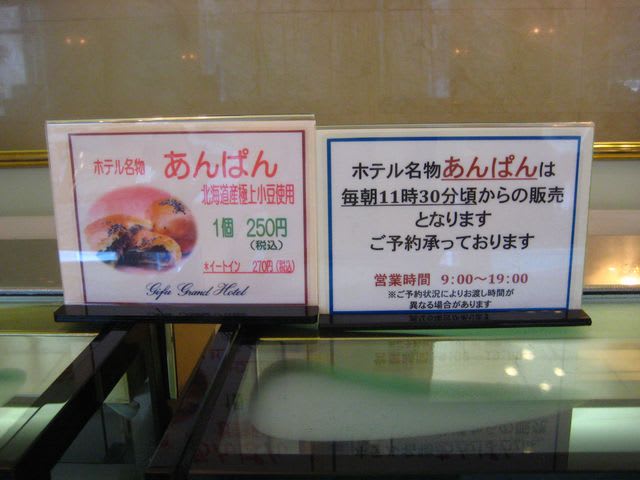 ホテル名物 あんぱん
北海道産極上小豆使用
1個 250円
(税込)
*イートイン 270円(税込)
Gifu Grand Hotel
ホテル名物あんぱんは
毎朝11時30分頃からの販売
となります
ご予約承っております
営業時間 9:00～19:00
※ご予約状況によりお渡し時間が
異なる場合があります